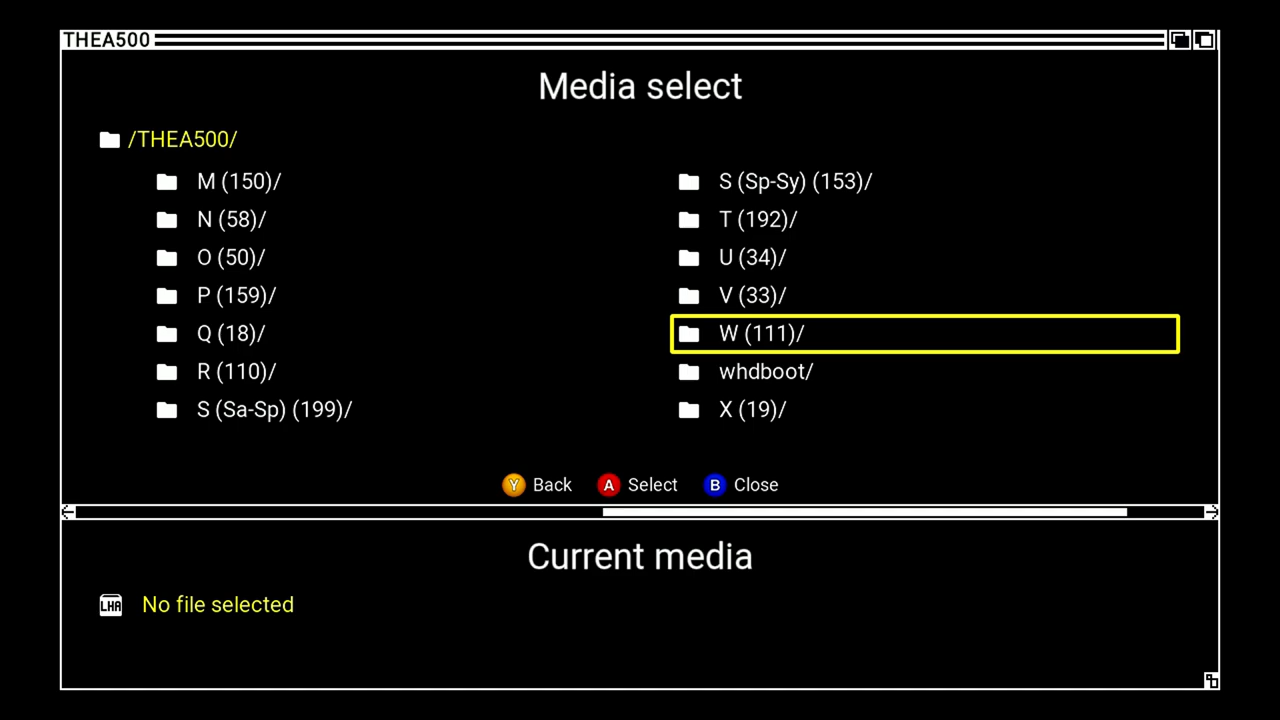 THEA500
Media select
/THEA500/
M (150)/
N (58)/
O (50)/
P (159)/
Q (18)/
R (110)/
S (Sa-Sp) (199)/
S (Sp-Sy) (153)/
T (192)/
U (34)/
V (33)/
W (111)/
whdboot/
X (19)/
Y Back A Select B Close
Current media
LHA No file selected